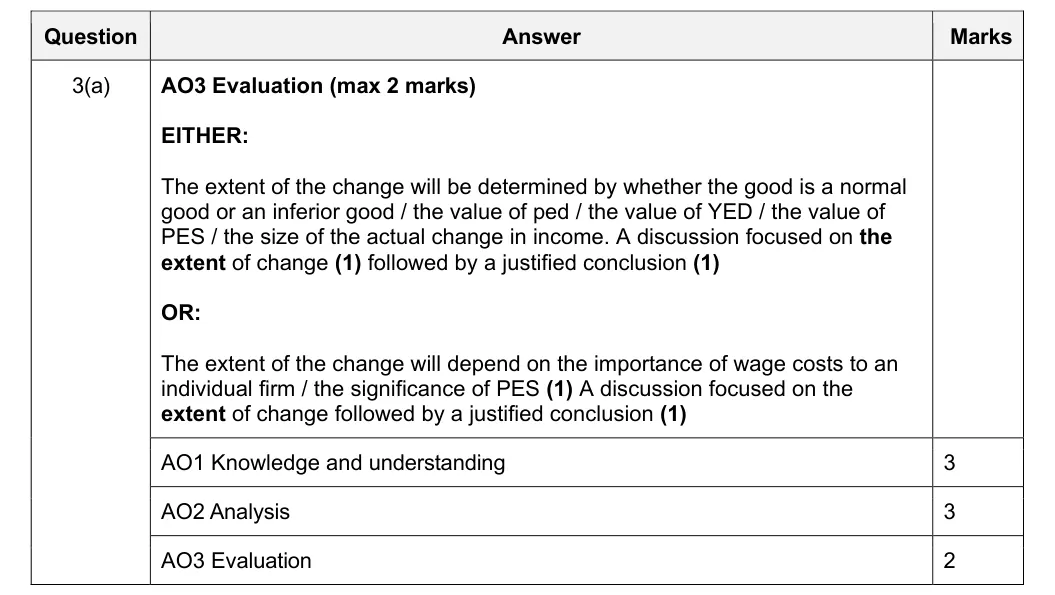 Question Answer Marks
3(a) AO3 Evaluation (max 2 marks)
EITHER:
The extent of the change will be determined by whether the good is a normal
good or an inferior good / the value of ped / the value of YED / the value of
PES / the size of the actual change in income. A discussion focused on the
extent of change (1) followed by a justified conclusion (1)
OR:
The extent of the change will depend on the importance of wage costs to an
individual firm / the significance of PES (1) A discussion focused on the
extent of change followed by a justified conclusion (1)
AO1 Knowledge and understanding 3
AO2 Analysis 3
AO3 Evaluation 2